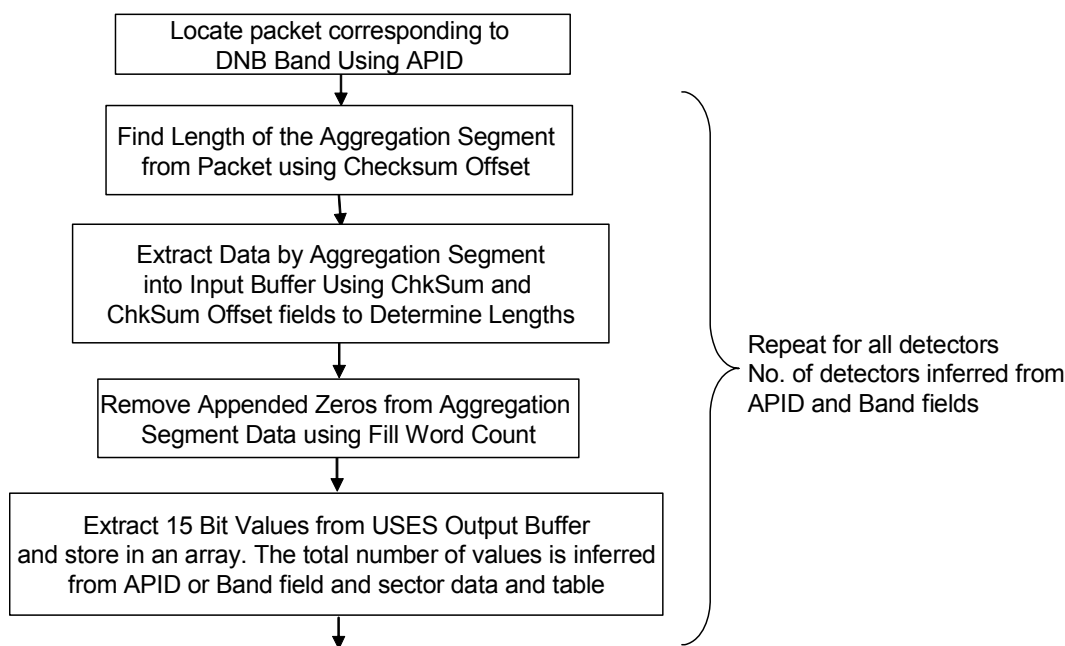 Locate packet corresponding to
DNB Band Using APID
Find Length of the Aggregation Segment
from Packet using Checksum Offset
Extract Data by Aggregation Segment
into Input Buffer Using ChkSum and
ChkSum Offset fields to Determine Lengths
Remove Appended Zeros from Aggregation
Segment Data using Fill Word Count
Extract 15 Bit Values from USES Output Buffer
and store in an array. The total number of values is inferred
from APID or Band field and sector data and table
Repeat for all detectors
No. of detectors inferred from
APID and Band fields